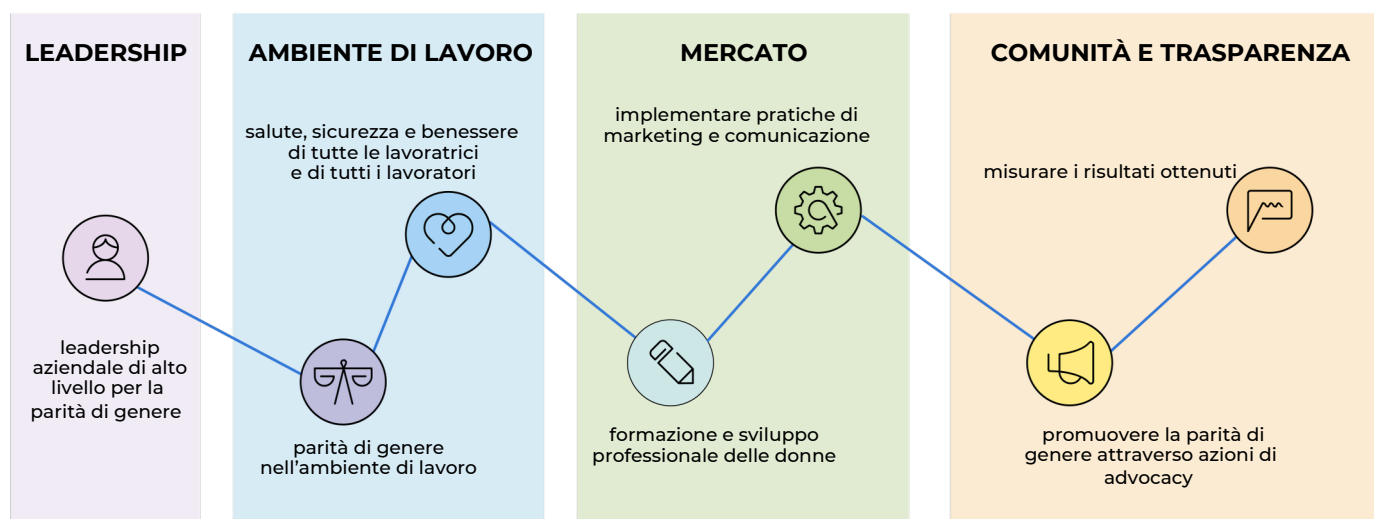 LEADERSHIP
leadership
aziendale di alto
livello per la
parità di genere
AMBIENTE DI LAVORO
salute, sicurezza e benessere
di tutte le lavoratrici
e di tutti i lavoratori
parità di genere
nell’ambiente di lavoro
MERCATO
implementare pratiche di
marketing e comunicazione
formazione e sviluppo
professionale delle donne
COMUNITÀ E TRASPARENZA
misurare i risultati ottenuti
promuovere la parità di
genere attraverso azioni di
advocacy